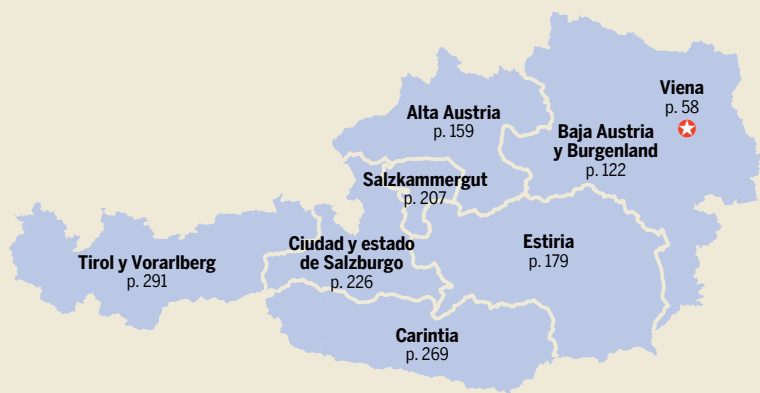 Viena
p. 58
Alta Austria
p. 159
Baja Austria
y Burgenland
p. 122
Salzkammergut
p. 207
Estiria
p. 179
Ciudad y estado
de Salzburgo
p. 226
Tirol y Vorarlberg
p. 291
Carintia
p. 269